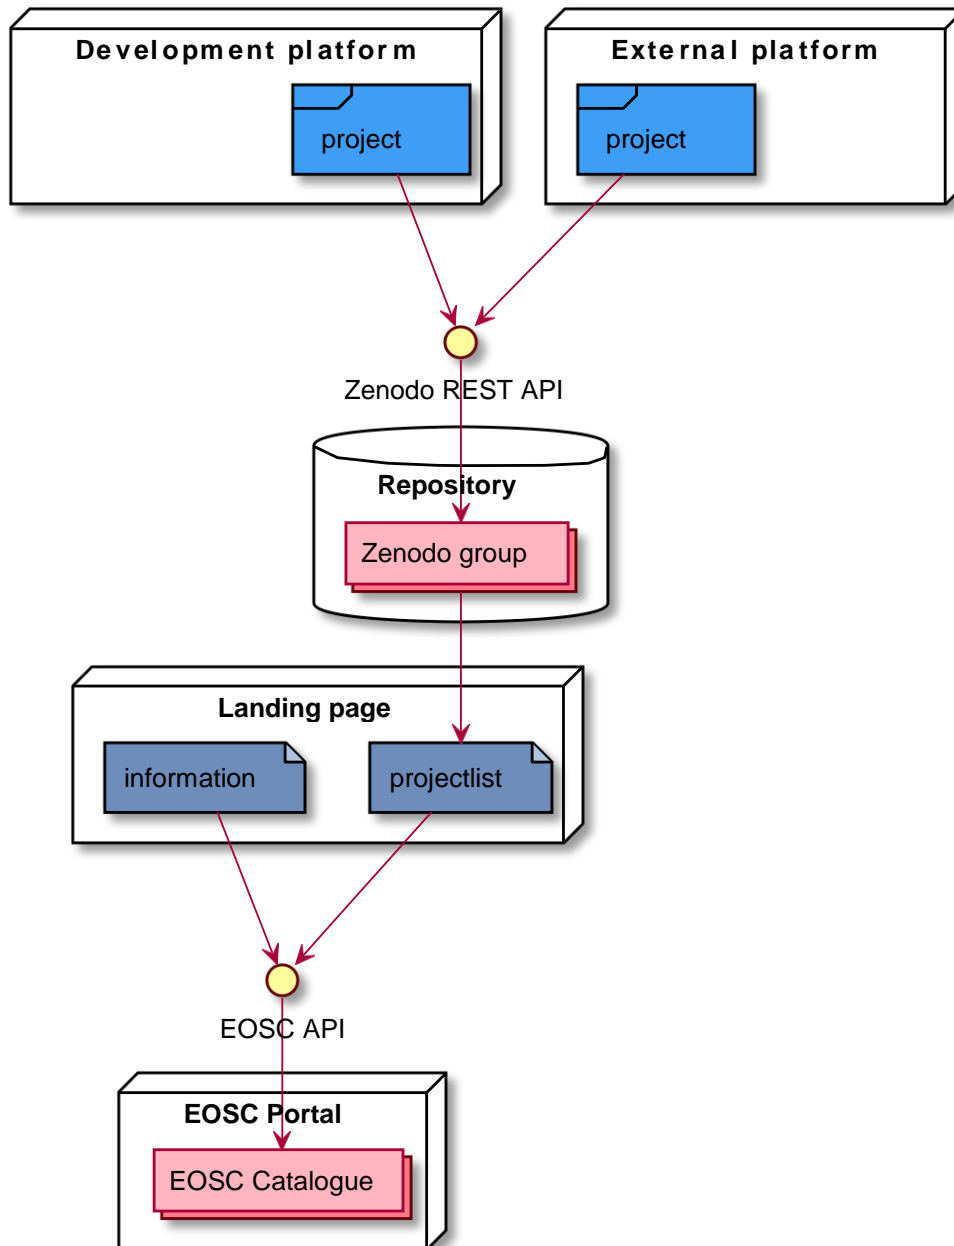 Development platform
External platform
project
project
Zenodo REST API
Repository
Zenodo group
Landing page
information
projectlist
EOSC API
EOSC Portal
EOSC Catalogue